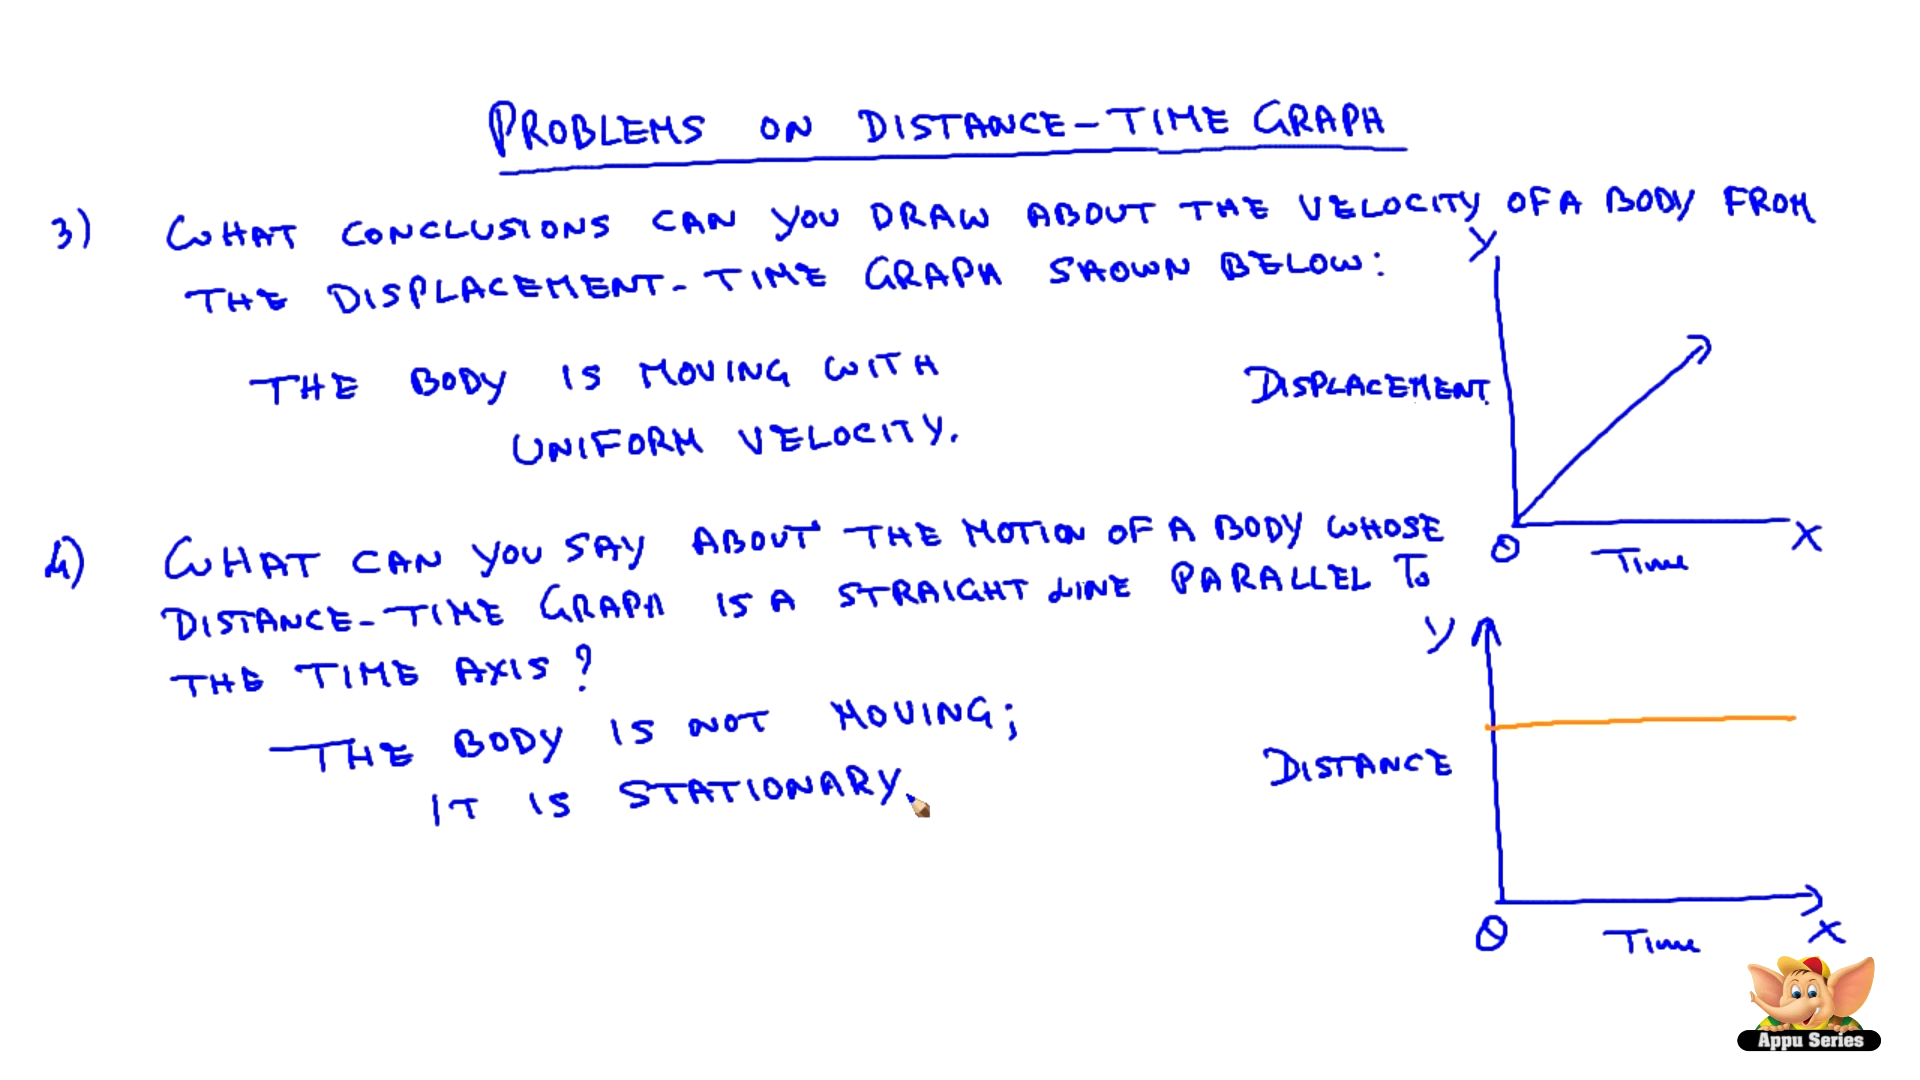 PROBLEMS ON DISTANCE-TIME GRAPH
3) WHAT CONCLUSIONS CAN YOU DRAW ABOUT THE VELOCITY OF A BODY FROM
THE DISPLACEMENT-TIME GRAPH SHOWN BELOW:
Y
THE BODY IS MOVING WITH
UNIFORM VELOCITY.
DISPLACEMENT
O
Time
X
4) WHAT CAN YOU SAY ABOUT THE MOTION OF A BODY WHOSE
DISTANCE-TIME GRAPH IS A STRAIGHT LINE PARALLEL TO
THE TIME AXIS?
Y
THE BODY IS NOT MOVING;
IT IS STATIONARY.
DISTANCE
O
Time
X
Appu Series